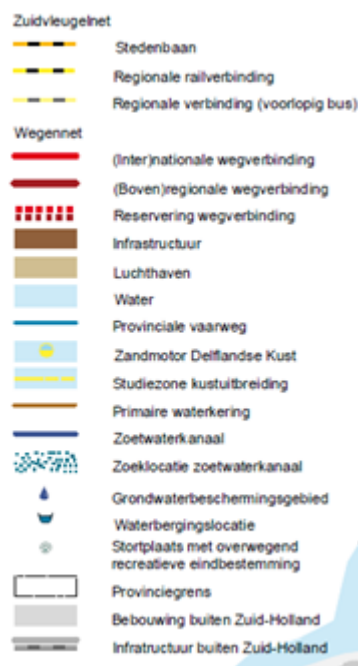 Zuidvleugelnet
Stedenbaan
Regionale railverbinding
Regionale verbinding (voorlopig bus)
Wegennet
(Inter)nationale wegverbinding
(Boven)regionale wegverbinding
Reservering wegverbinding
Infrastructuur
Luchthaven
Water
Provinciale vaarweg
Zandmotor Delflandse Kust
Studiezone kustuitbreiding
Primaire waterkering
Zoetwaterkanaal
Zoeklocatie zoetwaterkanaal
Grondwaterbeschermingsgebied
Waterbergingslocatie
Stortplaats met overwegend
recreatieve eindbestemming
Provinciegrens
Bebouwing buiten Zuid-Holland
Infratructuur buiten Zuid-Holland